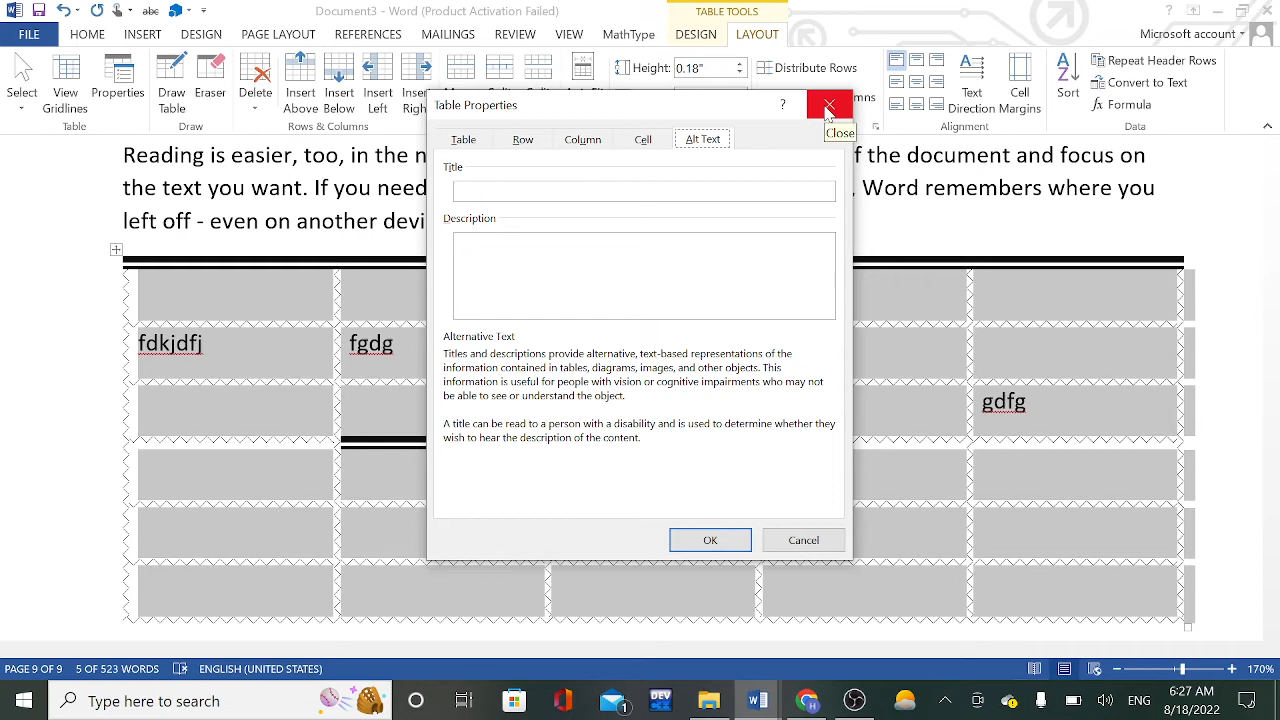 Document3 - Word (Product Activation Failed)
TABLE TOOLS
FILE HOME INSERT DESIGN PAGE LAYOUT REFERENCES MAILINGS REVIEW VIEW MathType DESIGN LAYOUT Microsoft account
Select
View Gridlines
Properties
Draw Table
Eraser
Delete
Insert Above
Insert Below
Insert Left
Insert
Height: 0.18"
Distribute Rows
Text Direction
Cell Margins
Sort
Repeat Header Rows
Convert to Text
Formula
Table Draw Rows & Columns Alignment Data
Table Properties ?
Close
Table Row Column Cell Alt Text
Title
Description
Alternative Text
Titles and descriptions provide alternative, text-based representations of the
information contained in tables, diagrams, images, and other objects. This
information is useful for people with vision or cognitive impairments who may not
be able to see or understand the object.
A title can be read to a person with a disability and is used to determine whether they
wish to hear the description of the content.
OK Cancel
Reading is easier, too, in the n f the document and focus on
the text you want. If you need , Word remembers where you
left off - even on another devi
fdkjdfj fgdg
gdfg
PAGE 9 OF 9 5 OF 523 WORDS ENGLISH (UNITED STATES) 170%
Type here to search
DEV
1
ENG
6:27 AM
8/18/2022